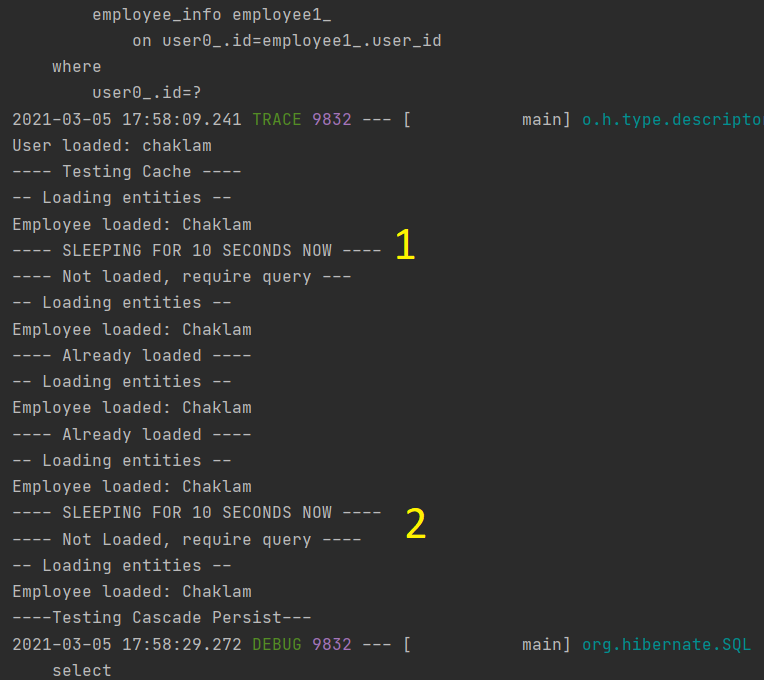 employee_info employee1_
on user0_.id=employee1_.user_id
where
user0_.id=?
2021-03-05 17:58:09.241 TRACE 9832 --- [           main] o.h.type.descripto
User loaded: chaklam
---- Testing Cache ----
-- Loading entities --
Employee loaded: Chaklam
---- SLEEPING FOR 10 SECONDS NOW ---- 1
---- Not loaded, require query ---
-- Loading entities --
Employee loaded: Chaklam
---- Already loaded ----
-- Loading entities --
Employee loaded: Chaklam
---- Already loaded ----
-- Loading entities --
Employee loaded: Chaklam
---- SLEEPING FOR 10 SECONDS NOW ---- 2
---- Not Loaded, require query ----
-- Loading entities --
Employee loaded: Chaklam
----Testing Cascade Persist---
2021-03-05 17:58:29.272 DEBUG 9832 --- [           main] org.hibernate.SQL
select